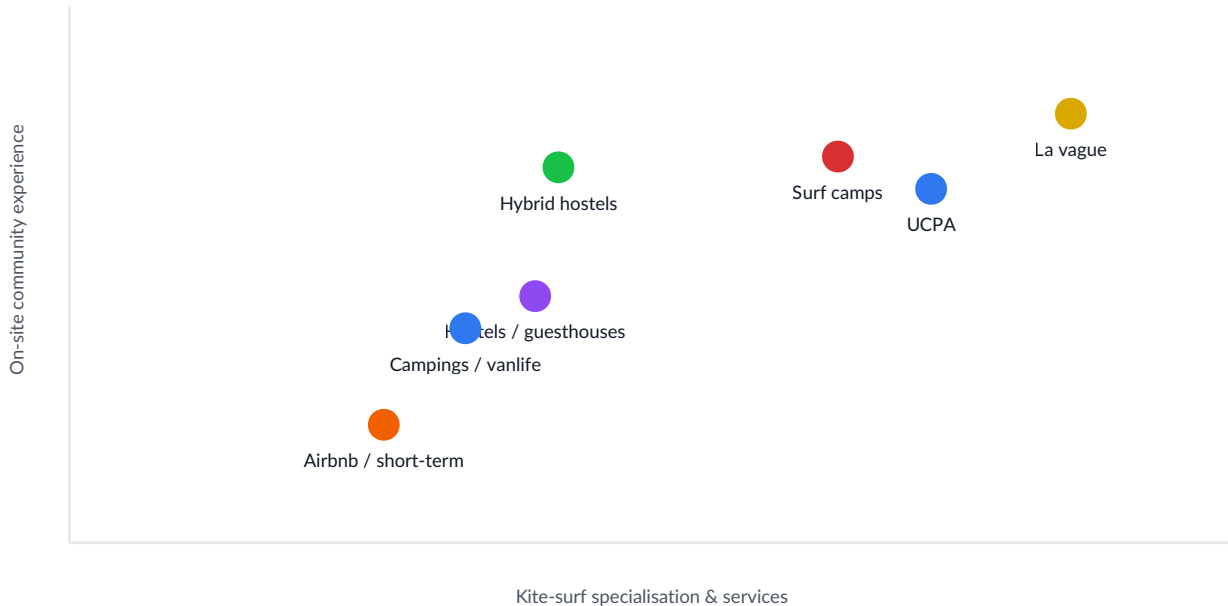 On-site community experience
La vague
Surf camps
Hybrid hostels
UCPA
/ guesthouses
Campings / vanlife
Airbnb / short-term
Kite-surf specialisation & services